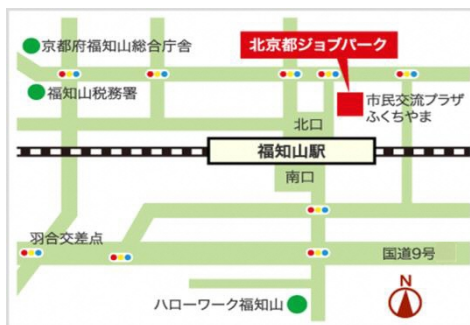 京都府福知山総合庁舎
北京都ジョブパーク
福知山税務署
市民交流プラザ
ふくちやま
北口
福知山駅
南口
羽合交差点
国道9号
N
ハローワーク福知山